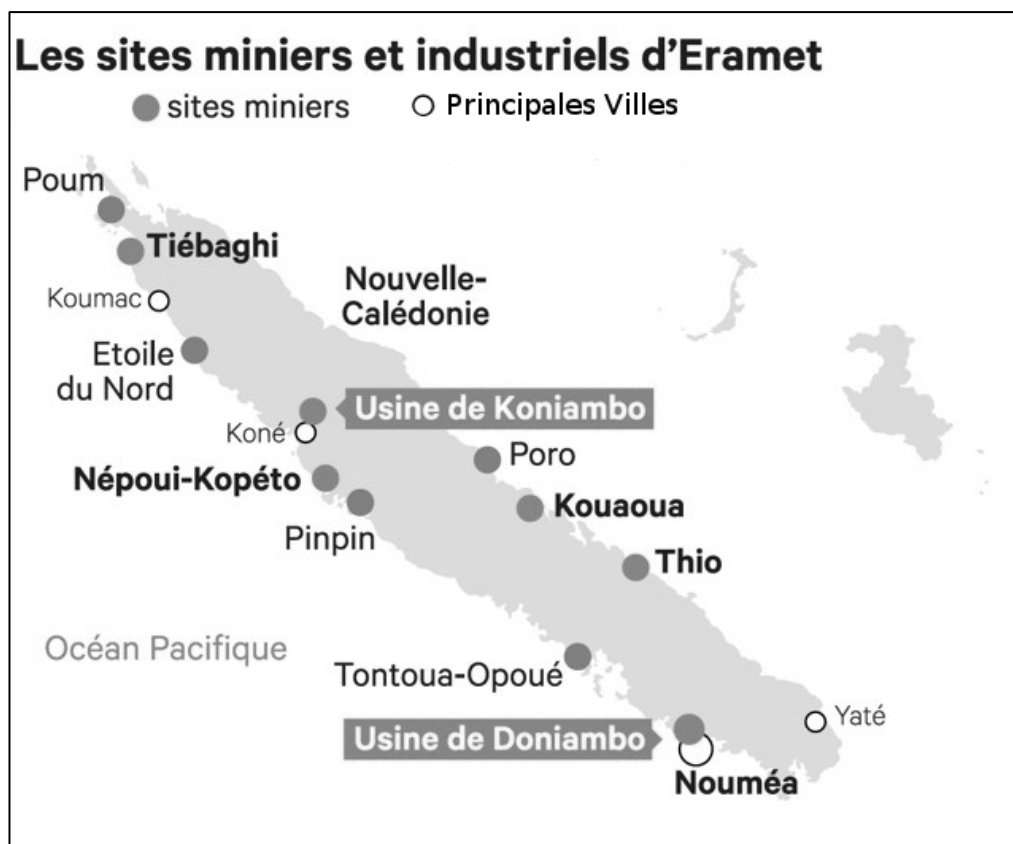 Les sites miniers et industriels d'Eramet
sites miniers
Principales Villes
Poum
Tiébaghi
Nouvelle-
Calédonie
Koumac
Etoile
du Nord
Usine de Koniambo
Koné
Poro
Népoui-Kopéto
Kouaoua
Pinpin
Thio
Océan Pacifique
Tontoua-Opoué
Yaté
Usine de Doniambo
Nouméa